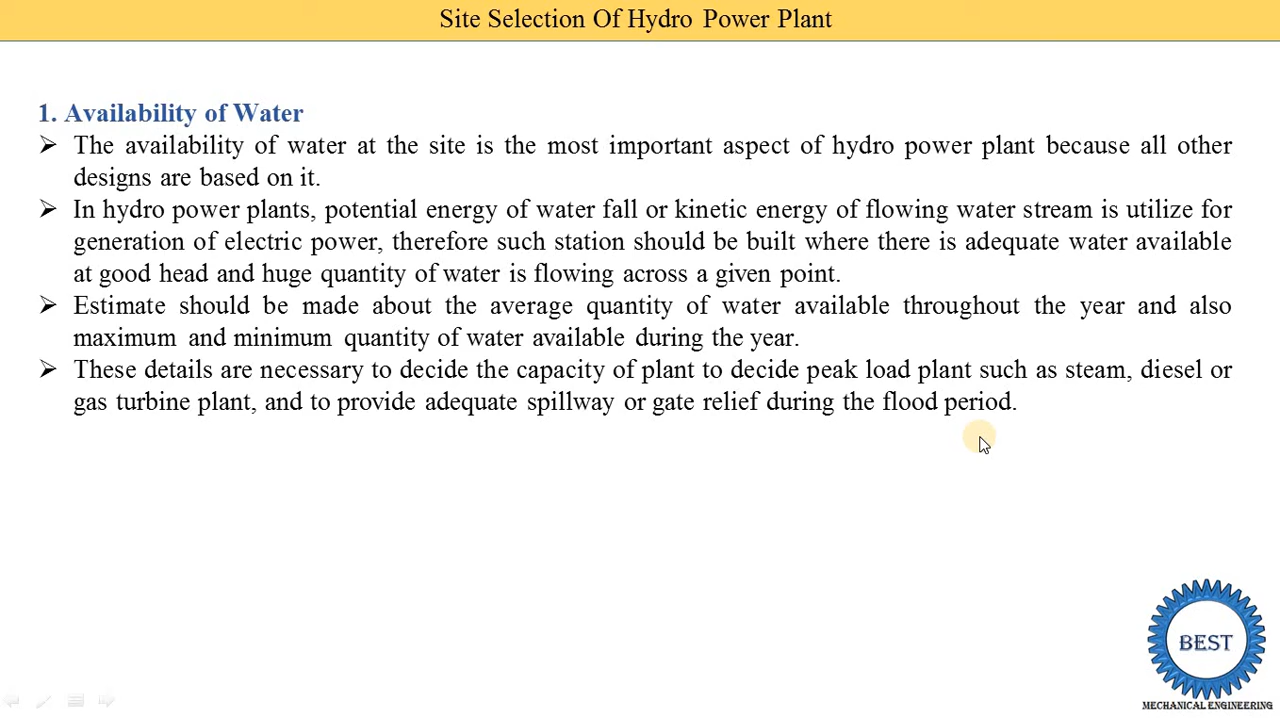 Site Selection Of Hydro Power Plant
1. Availability of Water
➢ The availability of water at the site is the most important aspect of hydro power plant because all other
designs are based on it.
➢ In hydro power plants, potential energy of water fall or kinetic energy of flowing water stream is utilize for
generation of electric power, therefore such station should be built where there is adequate water available
at good head and huge quantity of water is flowing across a given point.
➢ Estimate should be made about the average quantity of water available throughout the year and also
maximum and minimum quantity of water available during the year.
➢ These details are necessary to decide the capacity of plant to decide peak load plant such as steam, diesel or
gas turbine plant, and to provide adequate spillway or gate relief during the flood period.
BEST
MECHANICAL ENGINEERING